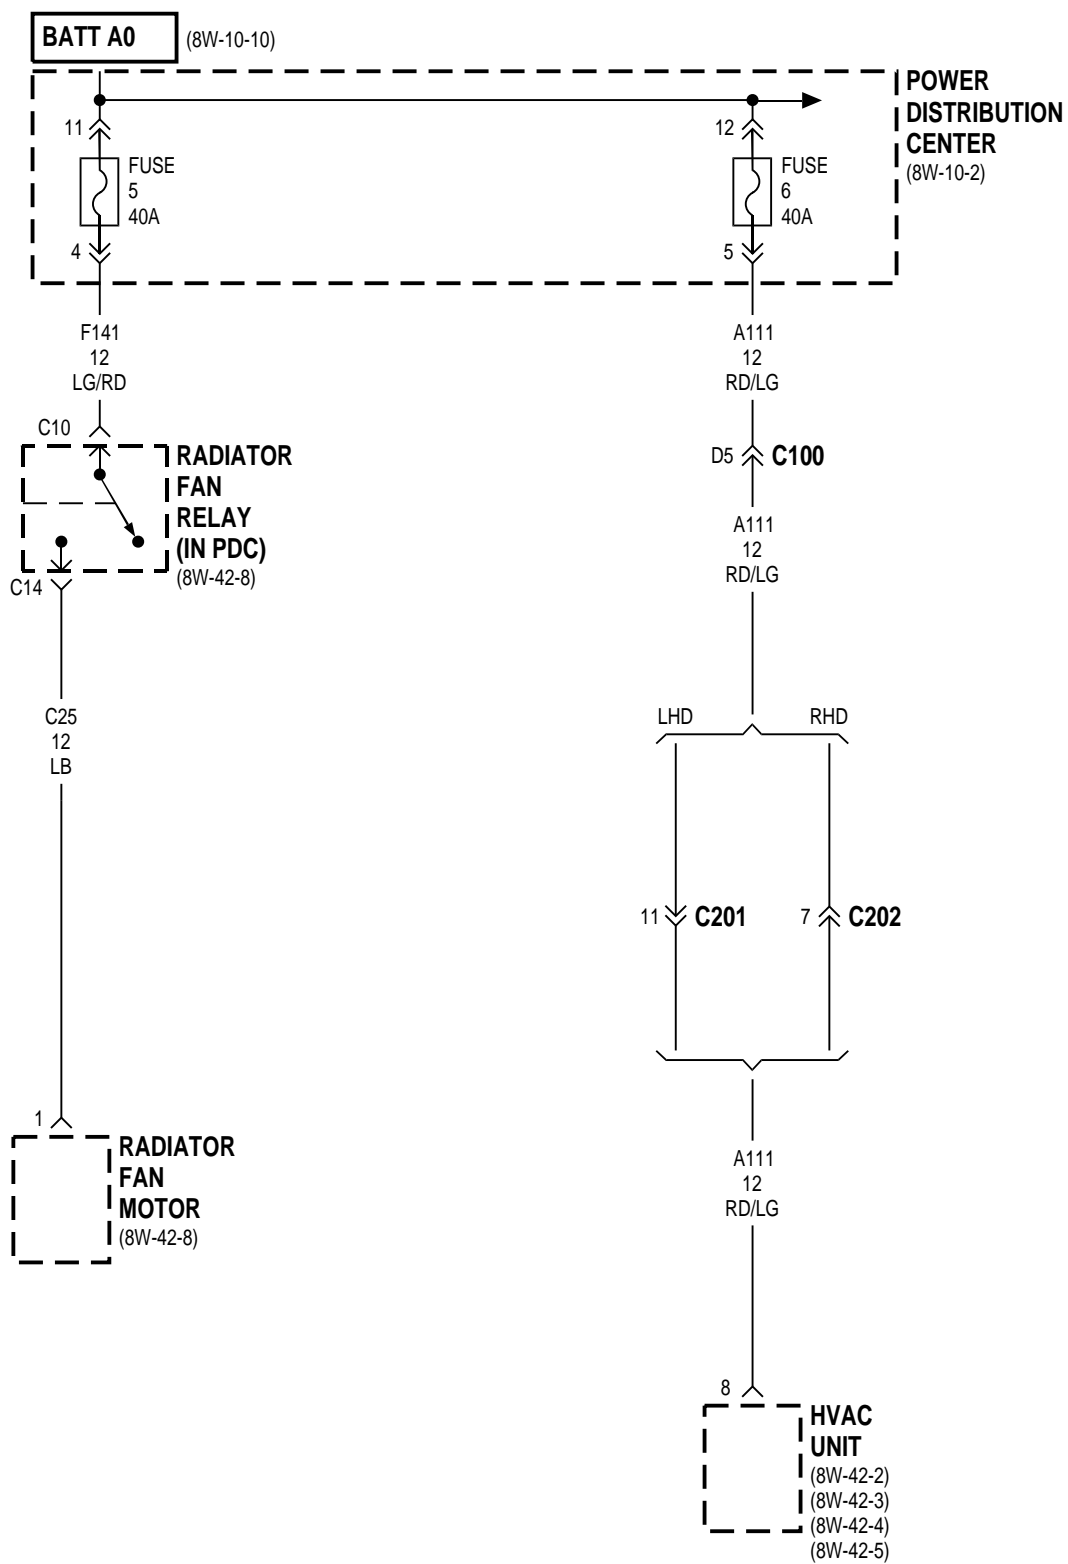 BATT A0 (8W-10-10)
POWER
DISTRIBUTION
CENTER
(8W-10-2)
11
FUSE
5
40A
4
12
FUSE
6
40A
5
F141
12
LG/RD
A111
12
RD/LG
C10
RADIATOR
FAN
RELAY
(IN PDC)
(8W-42-8)
C14
D5 C100
A111
12
RD/LG
C25
12
LB
LHD RHD
11 C201
7 C202
1
RADIATOR
FAN
MOTOR
(8W-42-8)
A111
12
RD/LG
8
HVAC
UNIT
(8W-42-2)
(8W-42-3)
(8W-42-4)
(8W-42-5)